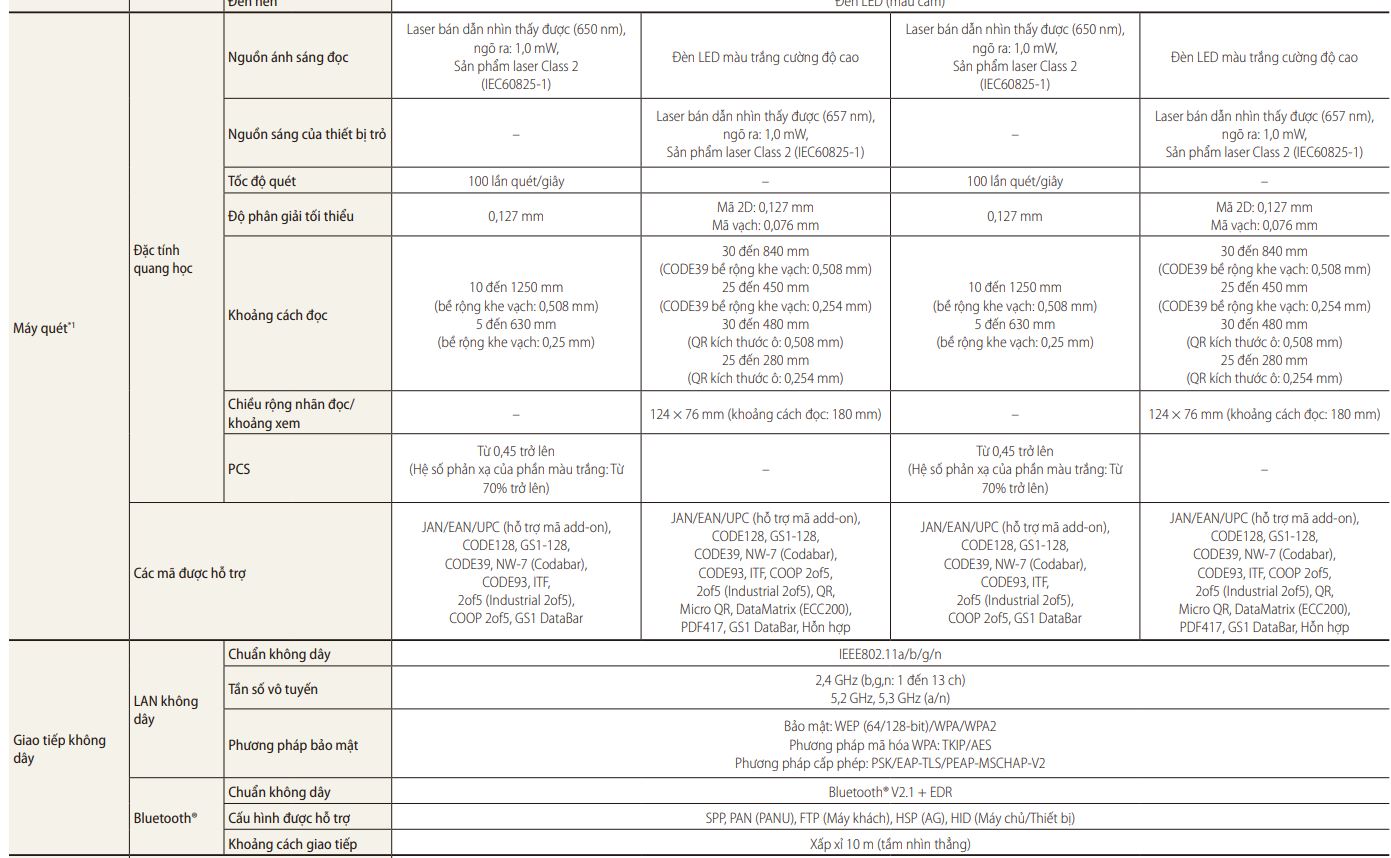 Đèn nền
Đèn LED (màu cam)
Máy quét*1
Đặc tính
quang học
Nguồn ánh sáng đọc
Laser bán dẫn nhìn thấy được (650 nm),
ngõ ra: 1,0 mW,
Sản phẩm laser Class 2
(IEC60825-1)
Đèn LED màu trắng cường độ cao
Laser bán dẫn nhìn thấy được (650 nm),
ngõ ra: 1,0 mW,
Sản phẩm laser Class 2
(IEC60825-1)
Đèn LED màu trắng cường độ cao
Nguồn sáng của thiết bị trỏ
–
Laser bán dẫn nhìn thấy được (657 nm),
ngõ ra: 1,0 mW,
Sản phẩm laser Class 2 (IEC60825-1)
–
Laser bán dẫn nhìn thấy được (657 nm),
ngõ ra: 1,0 mW,
Sản phẩm laser Class 2 (IEC60825-1)
Tốc độ quét
100 lần quét/giây
–
100 lần quét/giây
–
Độ phân giải tối thiểu
0,127 mm
Mã 2D: 0,127 mm
Mã vạch: 0,076 mm
0,127 mm
Mã 2D: 0,127 mm
Mã vạch: 0,076 mm
Khoảng cách đọc
10 đến 1250 mm
(bề rộng khe vạch: 0,508 mm)
5 đến 630 mm
(bề rộng khe vạch: 0,25 mm)
30 đến 840 mm
(CODE39 bề rộng khe vạch: 0,508 mm)
25 đến 450 mm
(CODE39 bề rộng khe vạch: 0,254 mm)
30 đến 480 mm
(QR kích thước ô: 0,508 mm)
25 đến 280 mm
(QR kích thước ô: 0,254 mm)
10 đến 1250 mm
(bề rộng khe vạch: 0,508 mm)
5 đến 630 mm
(bề rộng khe vạch: 0,25 mm)
30 đến 840 mm
(CODE39 bề rộng khe vạch: 0,508 mm)
25 đến 450 mm
(CODE39 bề rộng khe vạch: 0,254 mm)
30 đến 480 mm
(QR kích thước ô: 0,508 mm)
25 đến 280 mm
(QR kích thước ô: 0,254 mm)
Chiều rộng nhãn đọc/
khoảng xem
–
124 × 76 mm (khoảng cách đọc: 180 mm)
–
124 × 76 mm (khoảng cách đọc: 180 mm)
PCS
Từ 0,45 trở lên
(Hệ số phản xạ của phần màu trắng: Từ
70% trở lên)
–
Từ 0,45 trở lên
(Hệ số phản xạ của phần màu trắng: Từ
70% trở lên)
–
Các mã được hỗ trợ
JAN/EAN/UPC (hỗ trợ mã add-on),
CODE128, GS1-128,
CODE39, NW-7 (Codabar),
CODE93, ITF,
2of5 (Industrial 2of5),
COOP 2of5, GS1 DataBar
JAN/EAN/UPC (hỗ trợ mã add-on),
CODE128, GS1-128,
CODE39, NW-7 (Codabar),
CODE93, ITF, COOP 2of5,
2of5 (Industrial 2of5), QR,
Micro QR, DataMatrix (ECC200),
PDF417, GS1 DataBar, Hỗn hợp
JAN/EAN/UPC (hỗ trợ mã add-on),
CODE128, GS1-128,
CODE39, NW-7 (Codabar),
CODE93, ITF,
2of5 (Industrial 2of5),
COOP 2of5, GS1 DataBar
JAN/EAN/UPC (hỗ trợ mã add-on),
CODE128, GS1-128,
CODE39, NW-7 (Codabar),
CODE93, ITF, COOP 2of5,
2of5 (Industrial 2of5), QR,
Micro QR, DataMatrix (ECC200),
PDF417, GS1 DataBar, Hỗn hợp
Giao tiếp không
dây
LAN không
dây
Chuẩn không dây
IEEE802.11a/b/g/n
Tần số vô tuyến
2,4 GHz (b,g,n: 1 đến 13 ch)
5,2 GHz, 5,3 GHz (a/n)
Phương pháp bảo mật
Bảo mật: WEP (64/128-bit)/WPA/WPA2
Phương pháp mã hóa WPA: TKIP/AES
Phương pháp cấp phép: PSK/EAP-TLS/PEAP-MSCHAP-V2
Bluetooth®
Chuẩn không dây
Bluetooth® V2.1 + EDR
Cấu hình được hỗ trợ
SPP, PAN (PANU), FTP (Máy khách), HSP (AG), HID (Máy chủ/Thiết bị)
Khoảng cách giao tiếp
Xấp xỉ 10 m (tầm nhìn thẳng)